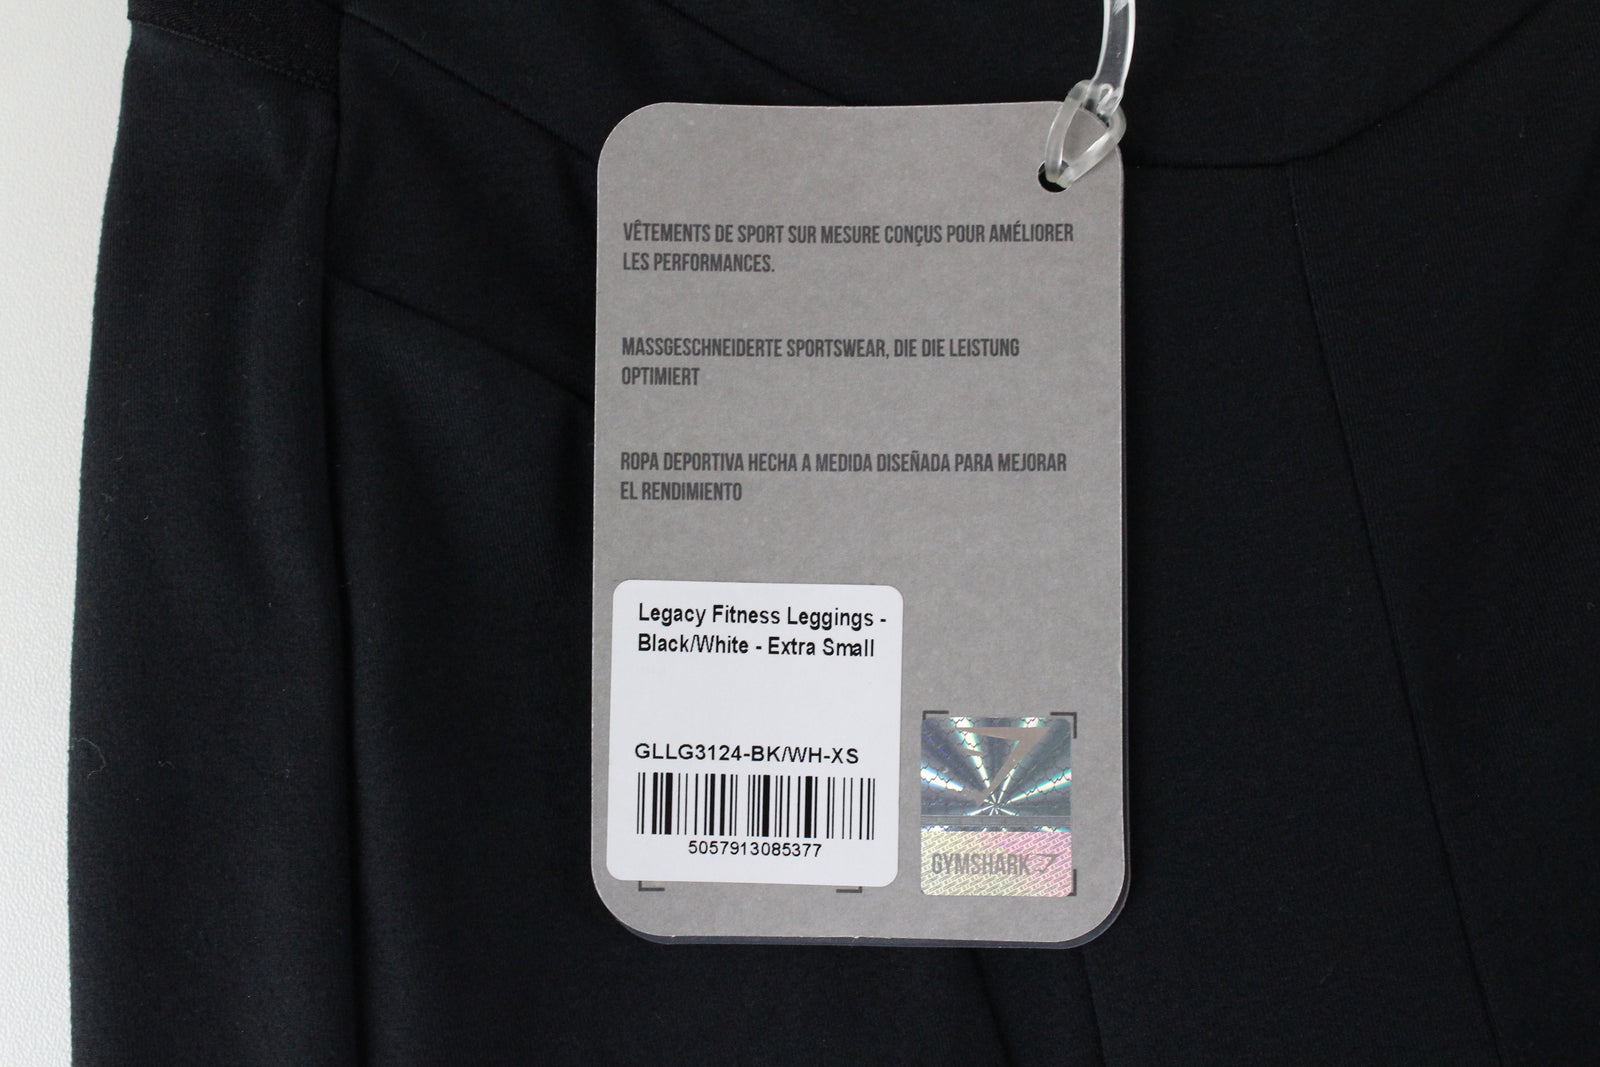 VÊTEMENTS DE SPORT SUR MESURE CONÇUS POUR AMÉLIORER
LES PERFORMANCES.
MASSGESCHNEIDERTE SPORTSWEAR, DIE DIE LEISTUNG
OPTIMIERT
ROPA DEPORTIVA HECHA A MEDIDA DISEÑADA PARA MEJORAR
EL RENDIMIENTO
Legacy Fitness Leggings -
Black/White - Extra Small
GLLG3124-BK/WH-XS
5057913085377
GYMSHARK